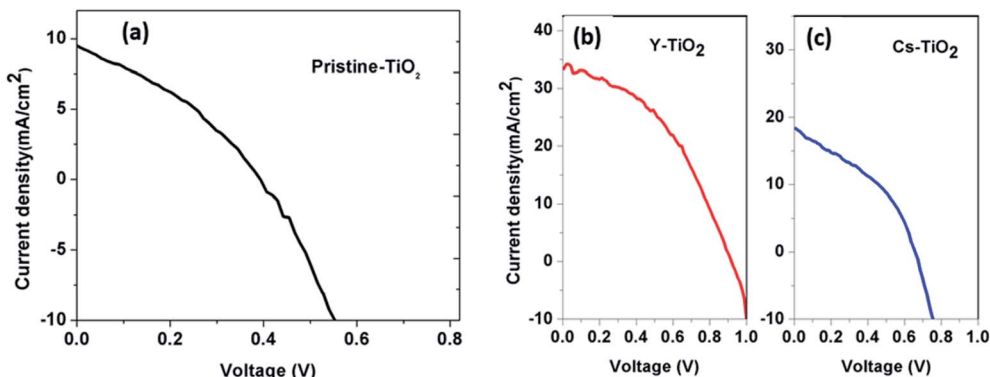 (a)
Pristine-TiO2
Current density(mA/cm2)
10
5
0
-5
-10
0.0 0.2 0.4 0.6 0.8
Voltage (V)
(b)
Y-TiO2
Current density(mA/cm2)
40
30
20
10
0
-10
0.0 0.2 0.4 0.6 0.8 1.0
Voltage (V)
(c)
Cs-TiO2
30
20
10
0
-10
0.0 0.2 0.4 0.6 0.8 1.0
Voltage (V)